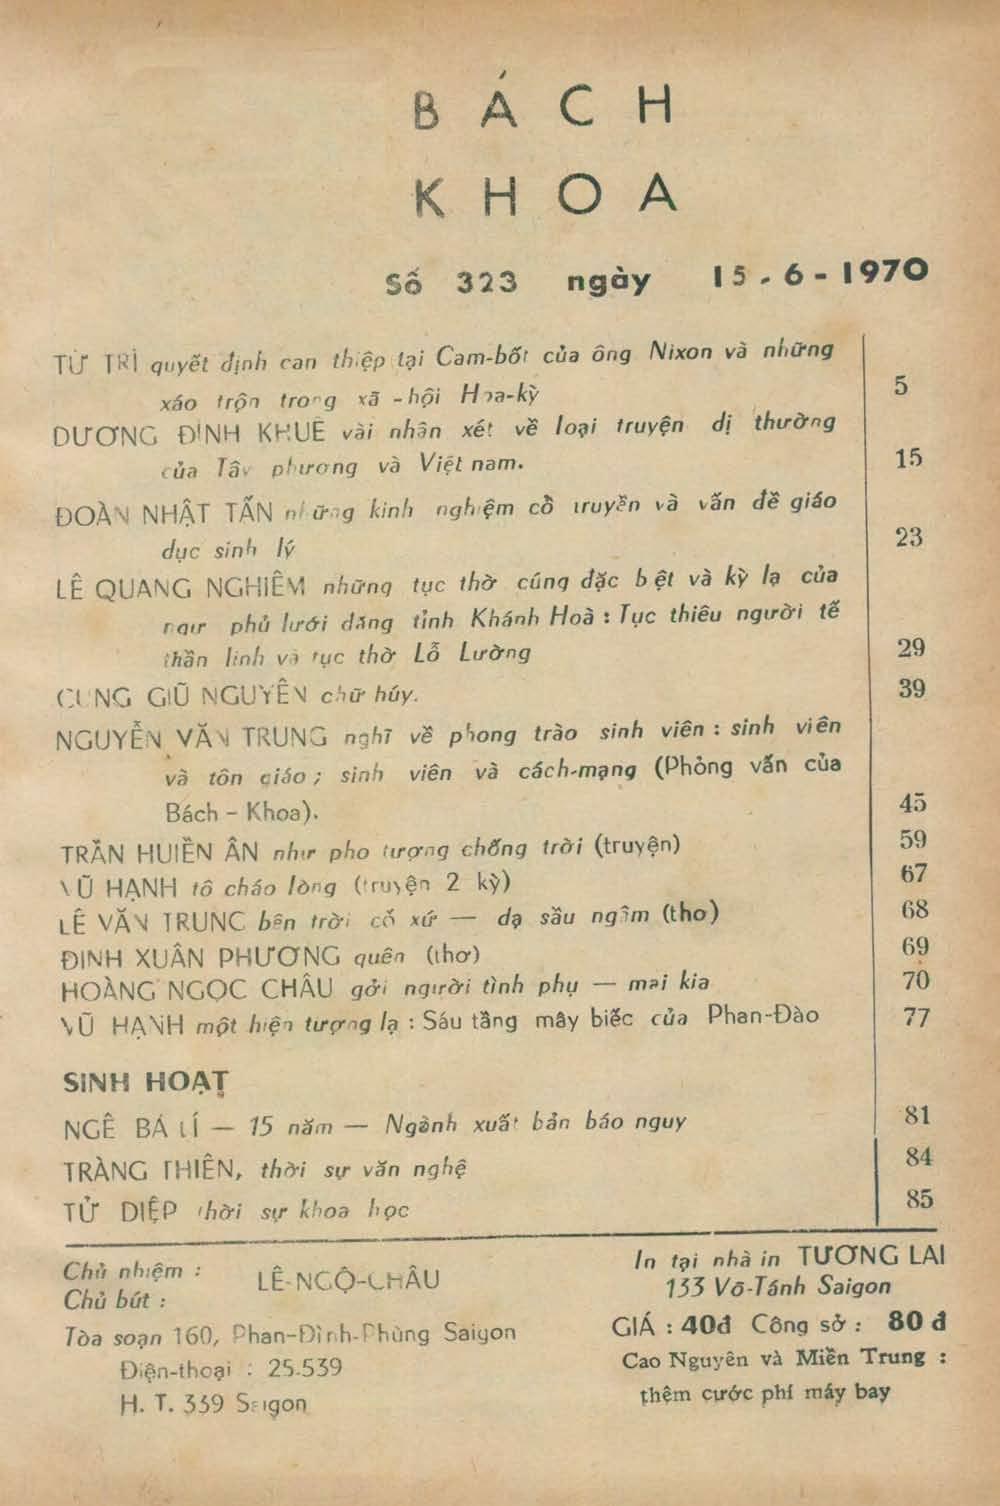 BÁCH
KHOA
Số 323 ngày 15-6-1970
TỪ TRÌ quyết định can thiệp tại Cam-bốt của ông Nixon và những
xáo trộn trong xã-hội Hoa-kỳ 5
DƯƠNG ĐÌNH KHUÊ vài nhân xét về loại truyện dị thường
của Tây phương và Việt nam. 15
ĐOÀN NHẬT TẤN những kinh nghiệm cổ truyền và vấn đề giáo
dục sinh lý 23
LÊ QUANG NGHIÊM những tục thờ cúng đặc biệt và kỳ lạ của
ngư phủ lưới đăng tỉnh Khánh Hoà : Tục thiêu người tế
thần linh và tục thờ Lỗ Lường 29
CUNG GIŨ NGUYÊN chữ húy. 39
NGUYỄN VĂN TRUNG nghĩ về phong trào sinh viên : sinh viên
và tôn giáo ; sinh viên và cách-mạng (Phỏng vấn của
Bách - Khoa). 45
TRẦN HUIỀN ÂN như pho tượng chống trời (truyện) 59
VŨ HẠNH tô cháo lòng (truyện 2 kỳ) 67
LÊ VĂN TRUNG bên trời cố xứ — dạ sầu ngâm (thơ) 68
ĐINH XUÂN PHƯƠNG quên (thơ) 69
HOÀNG NGỌC CHÂU gởi người tình phụ — mai kia 70
VŨ HẠNH một hiện tượng lạ : Sáu tầng mây biếc của Phan-Đào 77
SINH HOẠT
NGÊ BÁ LÍ — 15 năm — Ngành xuất bản báo nguy 81
TRÀNG THIÊN, thời sự văn nghệ 84
TỬ DIỆP thời sự khoa học 85
Chủ nhiệm :
Chủ bút :
LÊ-NGỘ-CHÂU
Tòa soạn 160, Phan-Đình-Phùng Saigon
Điện-thoại : 25.539
H. T. 339 Saigon
In tại nhà in TƯƠNG LAI
133 Võ-Tánh Saigon
GIÁ : 40đ Công sở : 80 đ
Cao Nguyên và Miền Trung :
thêm cước phí máy bay